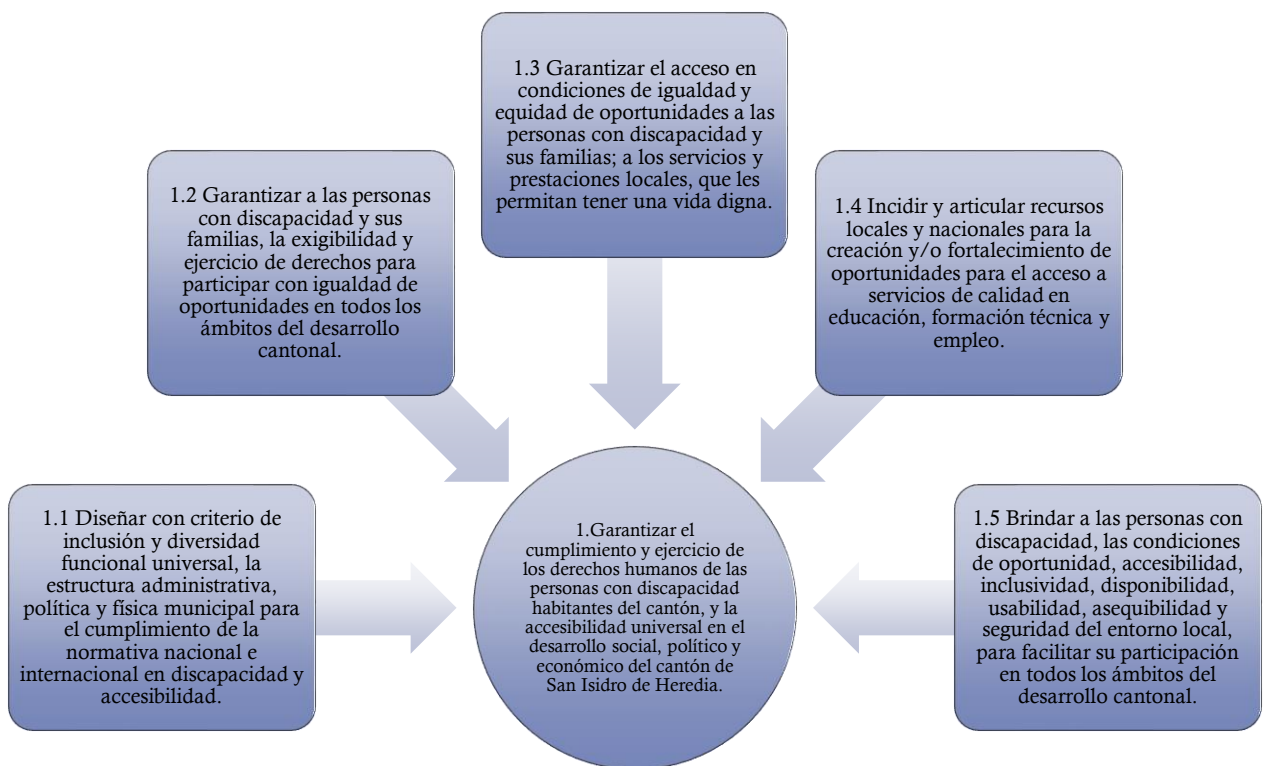 1.3 Garantizar el acceso en
condiciones de igualdad y
equidad de oportunidades a las
personas con discapacidad y
sus familias; a los servicios y
prestaciones locales, que les
permitan tener una vida digna.
1.2 Garantizar a las personas
con discapacidad y sus
familias, la exigibilidad y
ejercicio de derechos para
participar con igualdad de
oportunidades en todos los
ámbitos del desarrollo
cantonal.
1.4 Incidir y articular recursos
locales y nacionales para la
creación y/o fortalecimiento de
oportunidades para el acceso a
servicios de calidad en
educación, formación técnica y
empleo.
1.1 Diseñar con criterio de
inclusión y diversidad
funcional universal, la
estructura administrativa,
política y física municipal para
el cumplimiento de la
normativa nacional e
internacional en discapacidad y
accesibilidad.
1.Garantizar el
cumplimiento y ejercicio de
los derechos humanos de las
personas con discapacidad
habitantes del cantón, y la
accesibilidad universal en el
desarrollo social, político y
económico del cantón de
San Isidro de Heredia.
1.5 Brindar a las personas con
discapacidad, las condiciones
de oportunidad, accesibilidad,
inclusividad, disponibilidad,
usabilidad, asequibilidad y
seguridad del entorno local,
para facilitar su participación
en todos los ámbitos del
desarrollo cantonal.